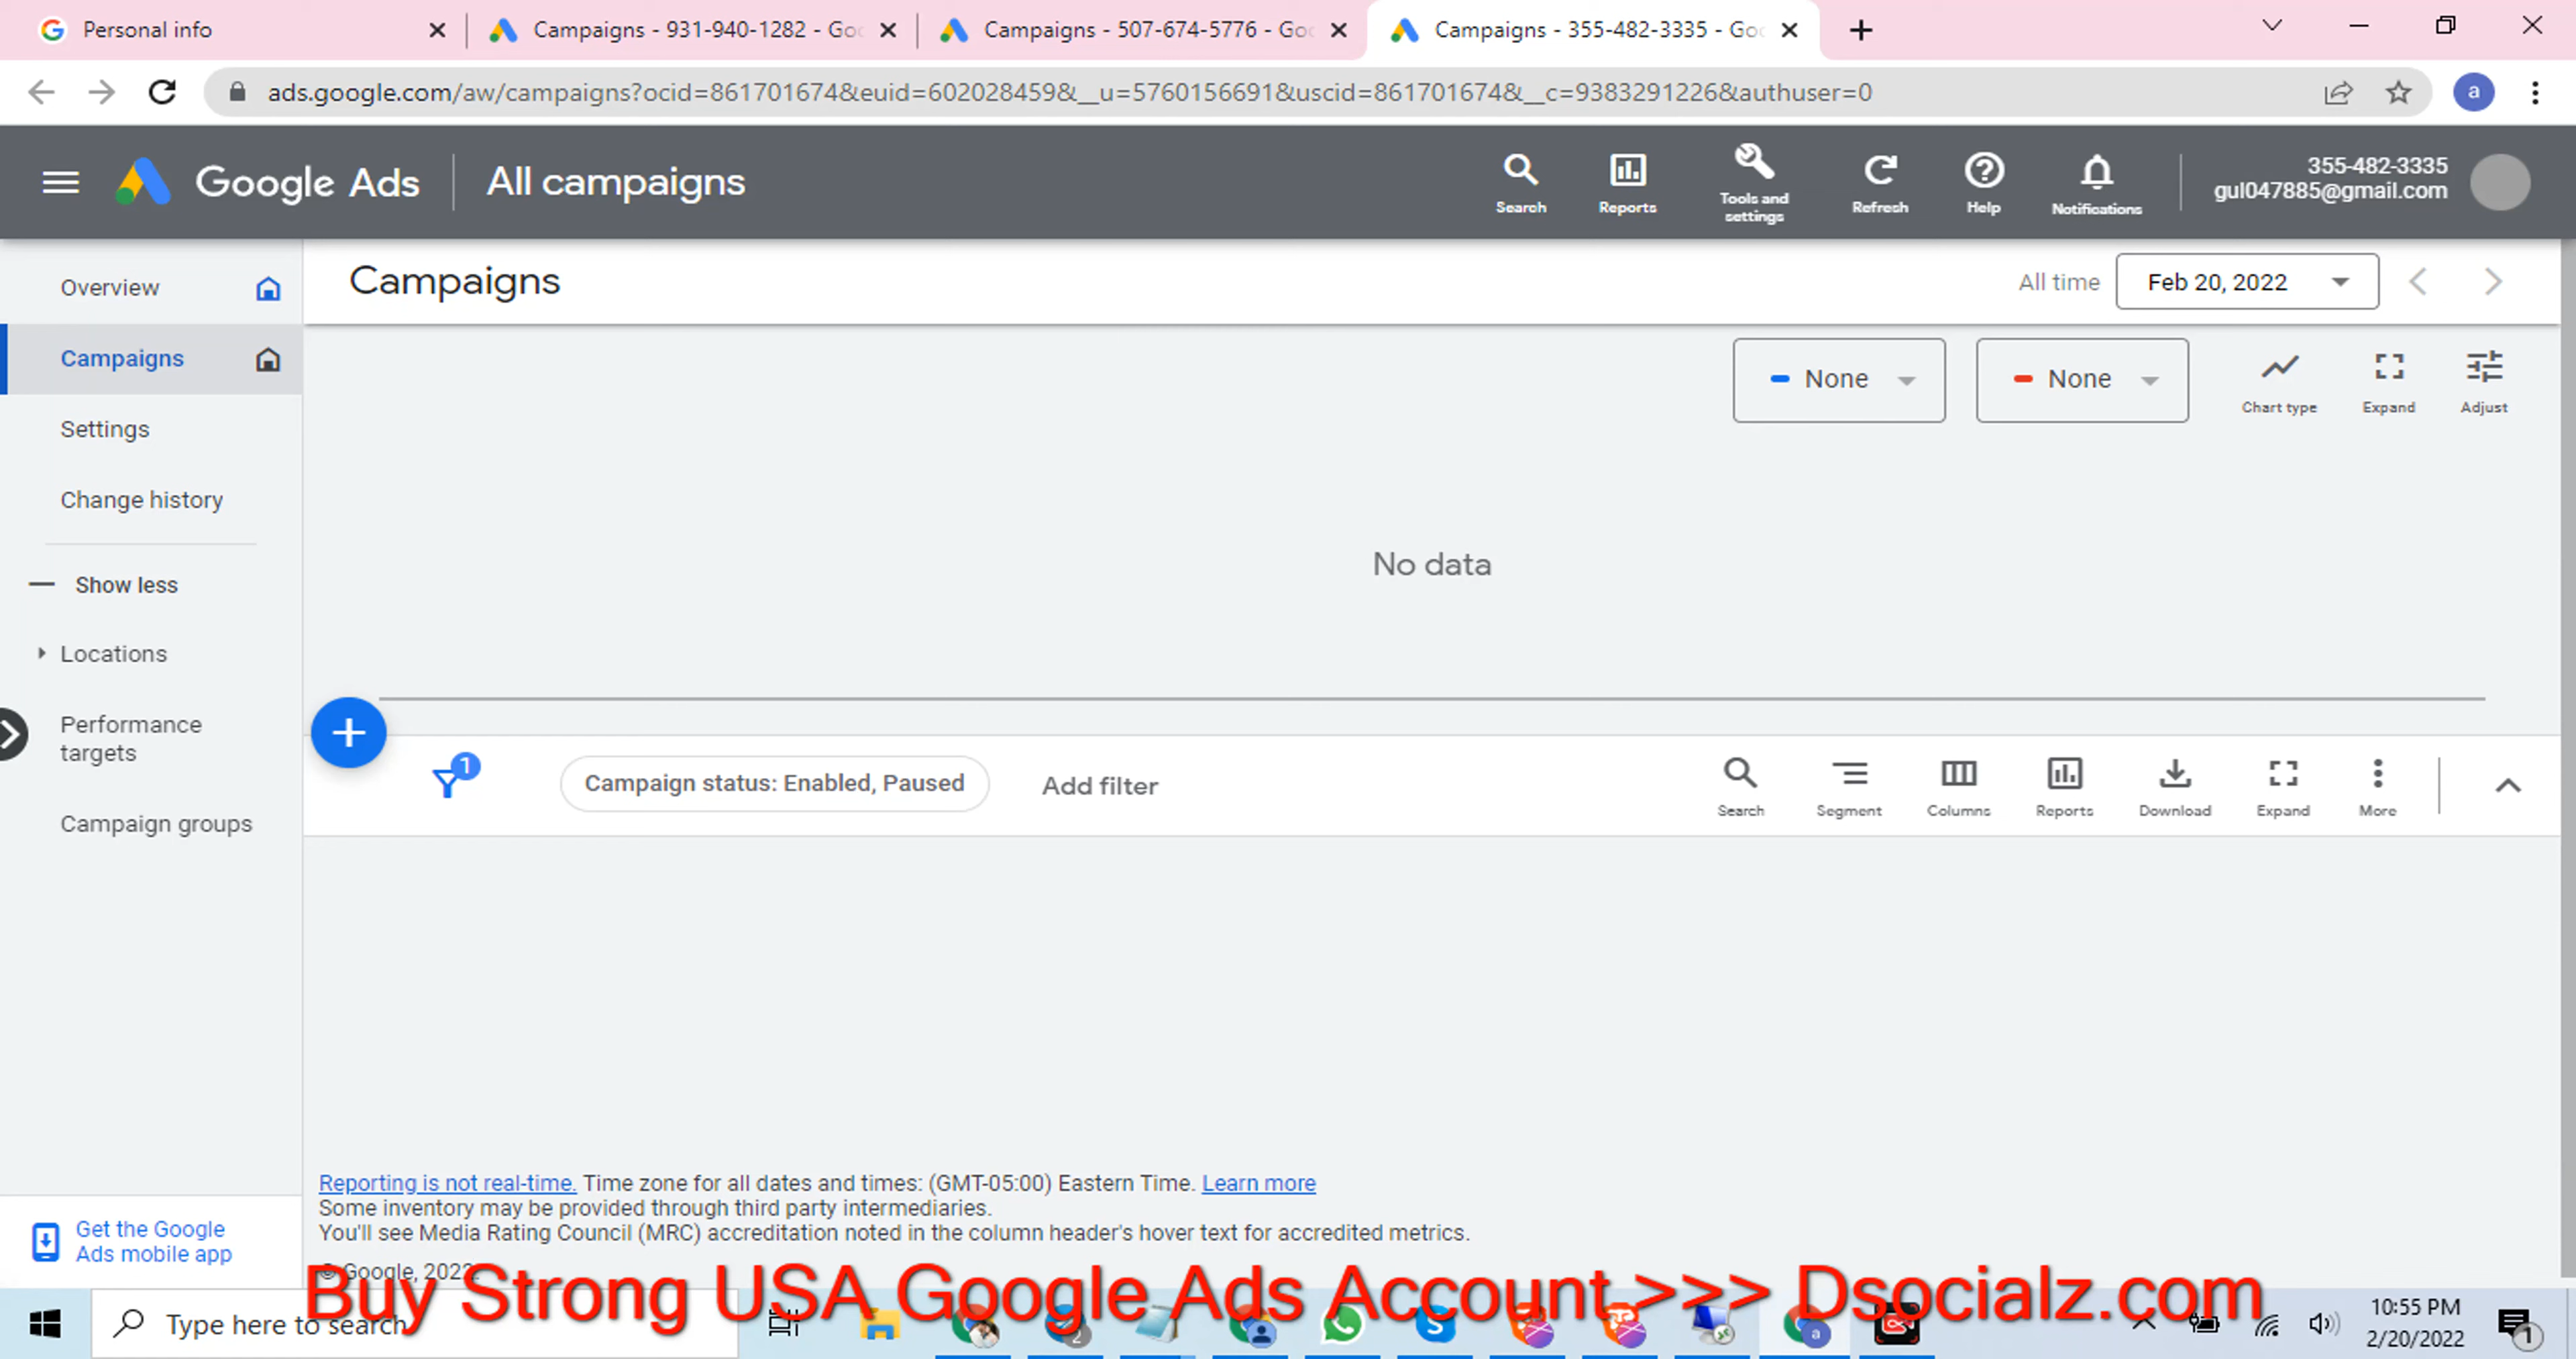 Personal info
Campaigns - 931-940-1282 - Goo
Campaigns - 507-674-5776 - Goo
Campaigns - 355-482-3335 - Goo
ads.google.com/aw/campaigns?ocid=861701674&euid=602028459&__u=5760156691&uscid=861701674&__c=9383291226&authuser=0
a
Google Ads
All campaigns
Search
Reports
Tools and
settings
Refresh
Help
Notifications
355-482-3335
gul047885@gmail.com
Overview
Campaigns
Settings
Change history
Show less
Locations
Performance
targets
Campaign groups
Get the Google
Ads mobile app
Campaigns
All time
Feb 20, 2022
None
None
Chart type
Expand
Adjust
No data
1
Campaign status: Enabled, Paused
Add filter
Search
Segment
Columns
Reports
Download
Expand
More
Reporting is not real-time. Time zone for all dates and times: (GMT-05:00) Eastern Time. Learn more
Some inventory may be provided through third party intermediaries.
You'll see Media Rating Council (MRC) accreditation noted in the column header's hover text for accredited metrics.
© Google, 2022.
Buy Strong USA Google Ads Account >>> Dsocialz.com
Type here to search
2
S
a
10:55 PM
2/20/2022
1